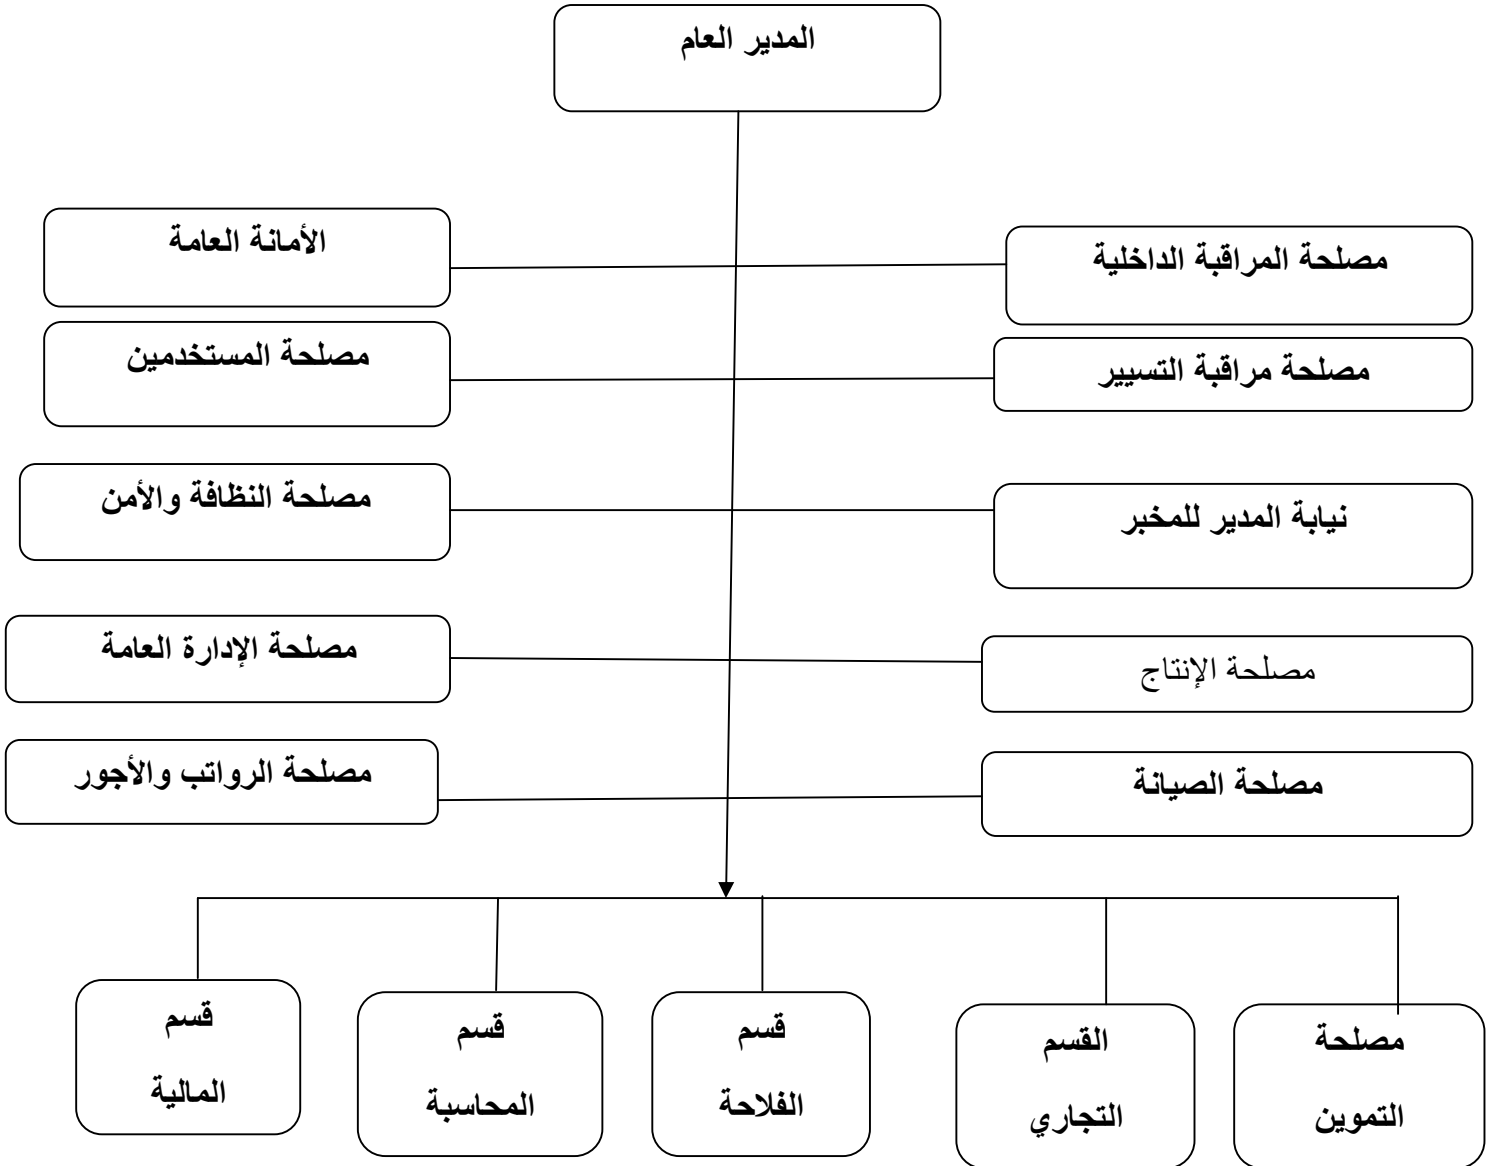 المدير العام
مصلحة المراقبة الداخلية
الأمانة العامة
مصلحة مراقبة التسيير
مصلحة المستخدمين
نيابة المدير للمخبر
مصلحة النظافة والأمن
مصلحة الإنتاج
مصلحة الإدارة العامة
مصلحة الصيانة
مصلحة الرواتب والأجور
مصلحة
التموين
القسم
التجاري
قسم
الفلاحة
قسم
المحاسبة
قسم
المالية